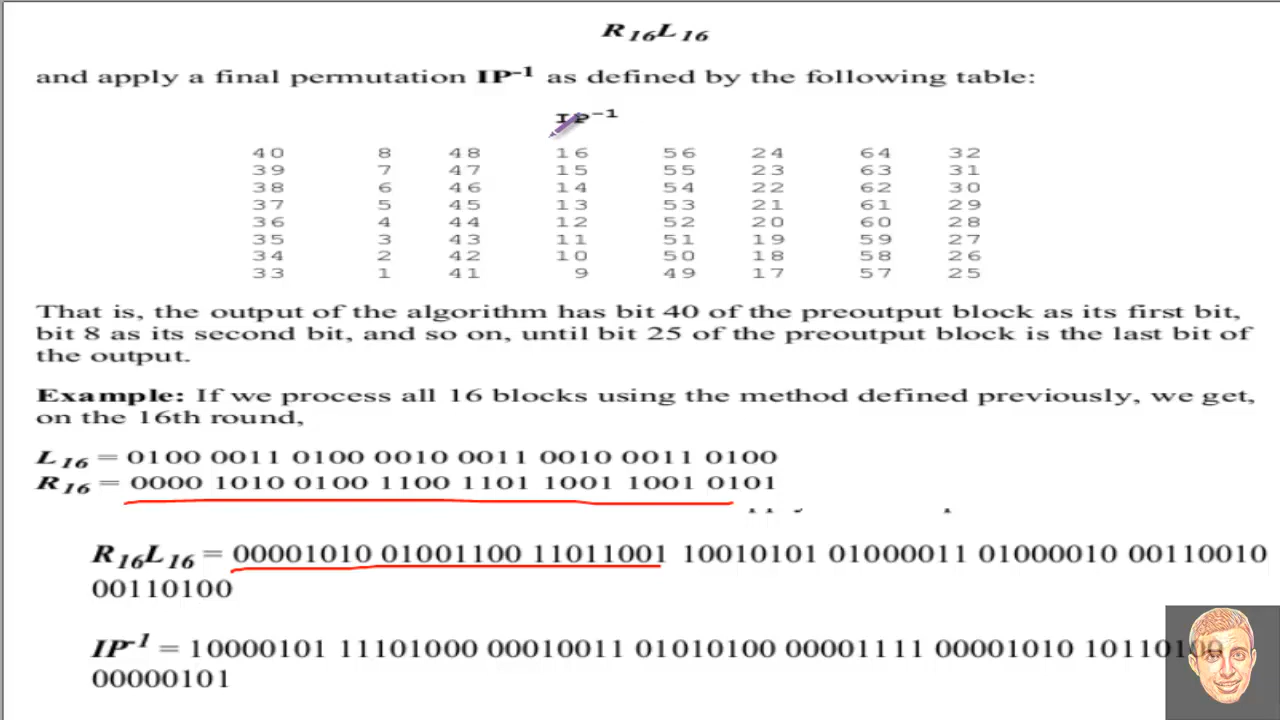 R16L16
and apply a final permutation IP-1 as defined by the following table:
IP-1
40 8 48 16 56 24 64 32
39 7 47 15 55 23 63 31
38 6 46 14 54 22 62 30
37 5 45 13 53 21 61 29
36 4 44 12 52 20 60 28
35 3 43 11 51 19 59 27
34 2 42 10 50 18 58 26
33 1 41 9 49 17 57 25
That is, the output of the algorithm has bit 40 of the preoutput block as its first bit,
bit 8 as its second bit, and so on, until bit 25 of the preoutput block is the last bit of
the output.
Example: If we process all 16 blocks using the method defined previously, we get,
on the 16th round,
L16 = 0100 0011 0100 0010 0011 0010 0011 0100
R16 = 0000 1010 0100 1100 1101 1001 1001 0101
R16L16 = 00001010 01001100 11011001 10010101 01000011 01000010 00110010
00110100
IP-1 = 10000101 11101000 00010011 01010100 00001111 00001010 10110100
00000101